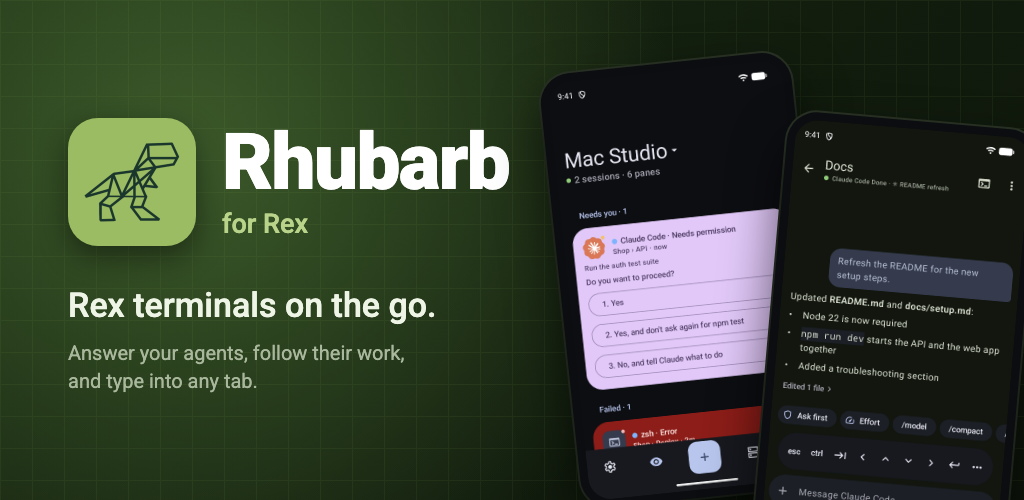 Rhubarb
for Rex
Rex terminals on the go.
Answer your agents, follow their work,
and type into any tab.
9:41
Mac Studio
2 sessions · 6 panes
Needs you · 1
Claude Code · Needs permission
Shop › API · now
Run the auth test suite
Do you want to proceed?
1. Yes
2. Yes, and don't ask again for npm test
3. No, and tell Claude what to do
Failed · 1
zsh · Error
9:41
Docs
Claude Code Done · README refresh
Refresh the README for the new
setup steps.
Updated README.md and docs/setup.md:
• Node 22 is now required
• npm run dev starts the API and the web app
together
• Added a troubleshooting section
Edited 1 file ›
Ask first
Effort
/model
/compact
esc
ctrl
Message Claude Code